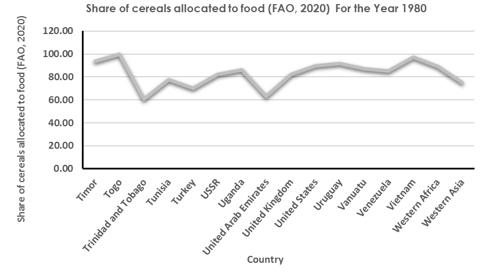 Share of cereals allocated to food (FAO, 2020)  For the Year 1980
Share of cereals allocated to food (FAO, 2020)
120.00
100.00
80.00
60.00
40.00
20.00
0.00
Timor
Togo
Trinidad and Tobago
Tunisia
Turkey
USSR
Uganda
United Arab Emirates
United Kingdom
United States
Uruguay
Vanuatu
Venezuela
Vietnam
Western Africa
Western Asia
Country